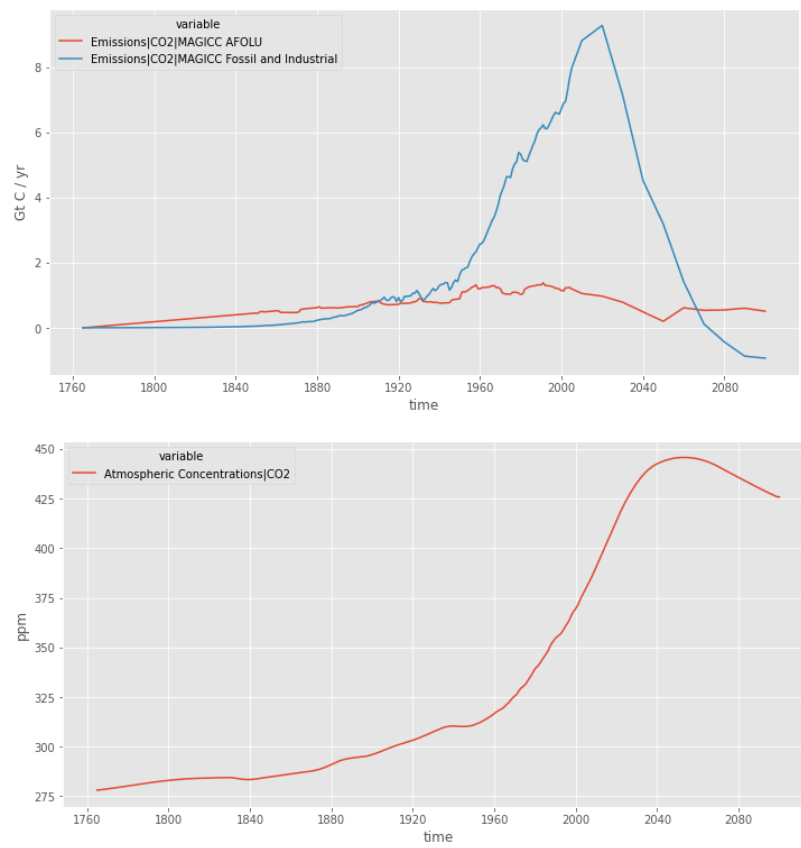 variable
Emissions|CO2|MAGICC AFOLU
Emissions|CO2|MAGICC Fossil and Industrial
8
6
4
2
0
Gt C / yr
1760 1800 1840 1880 1920 1960 2000 2040 2080
time
variable
Atmospheric Concentrations|CO2
450
425
400
375
350
325
300
275
ppm
1760 1800 1840 1880 1920 1960 2000 2040 2080
time